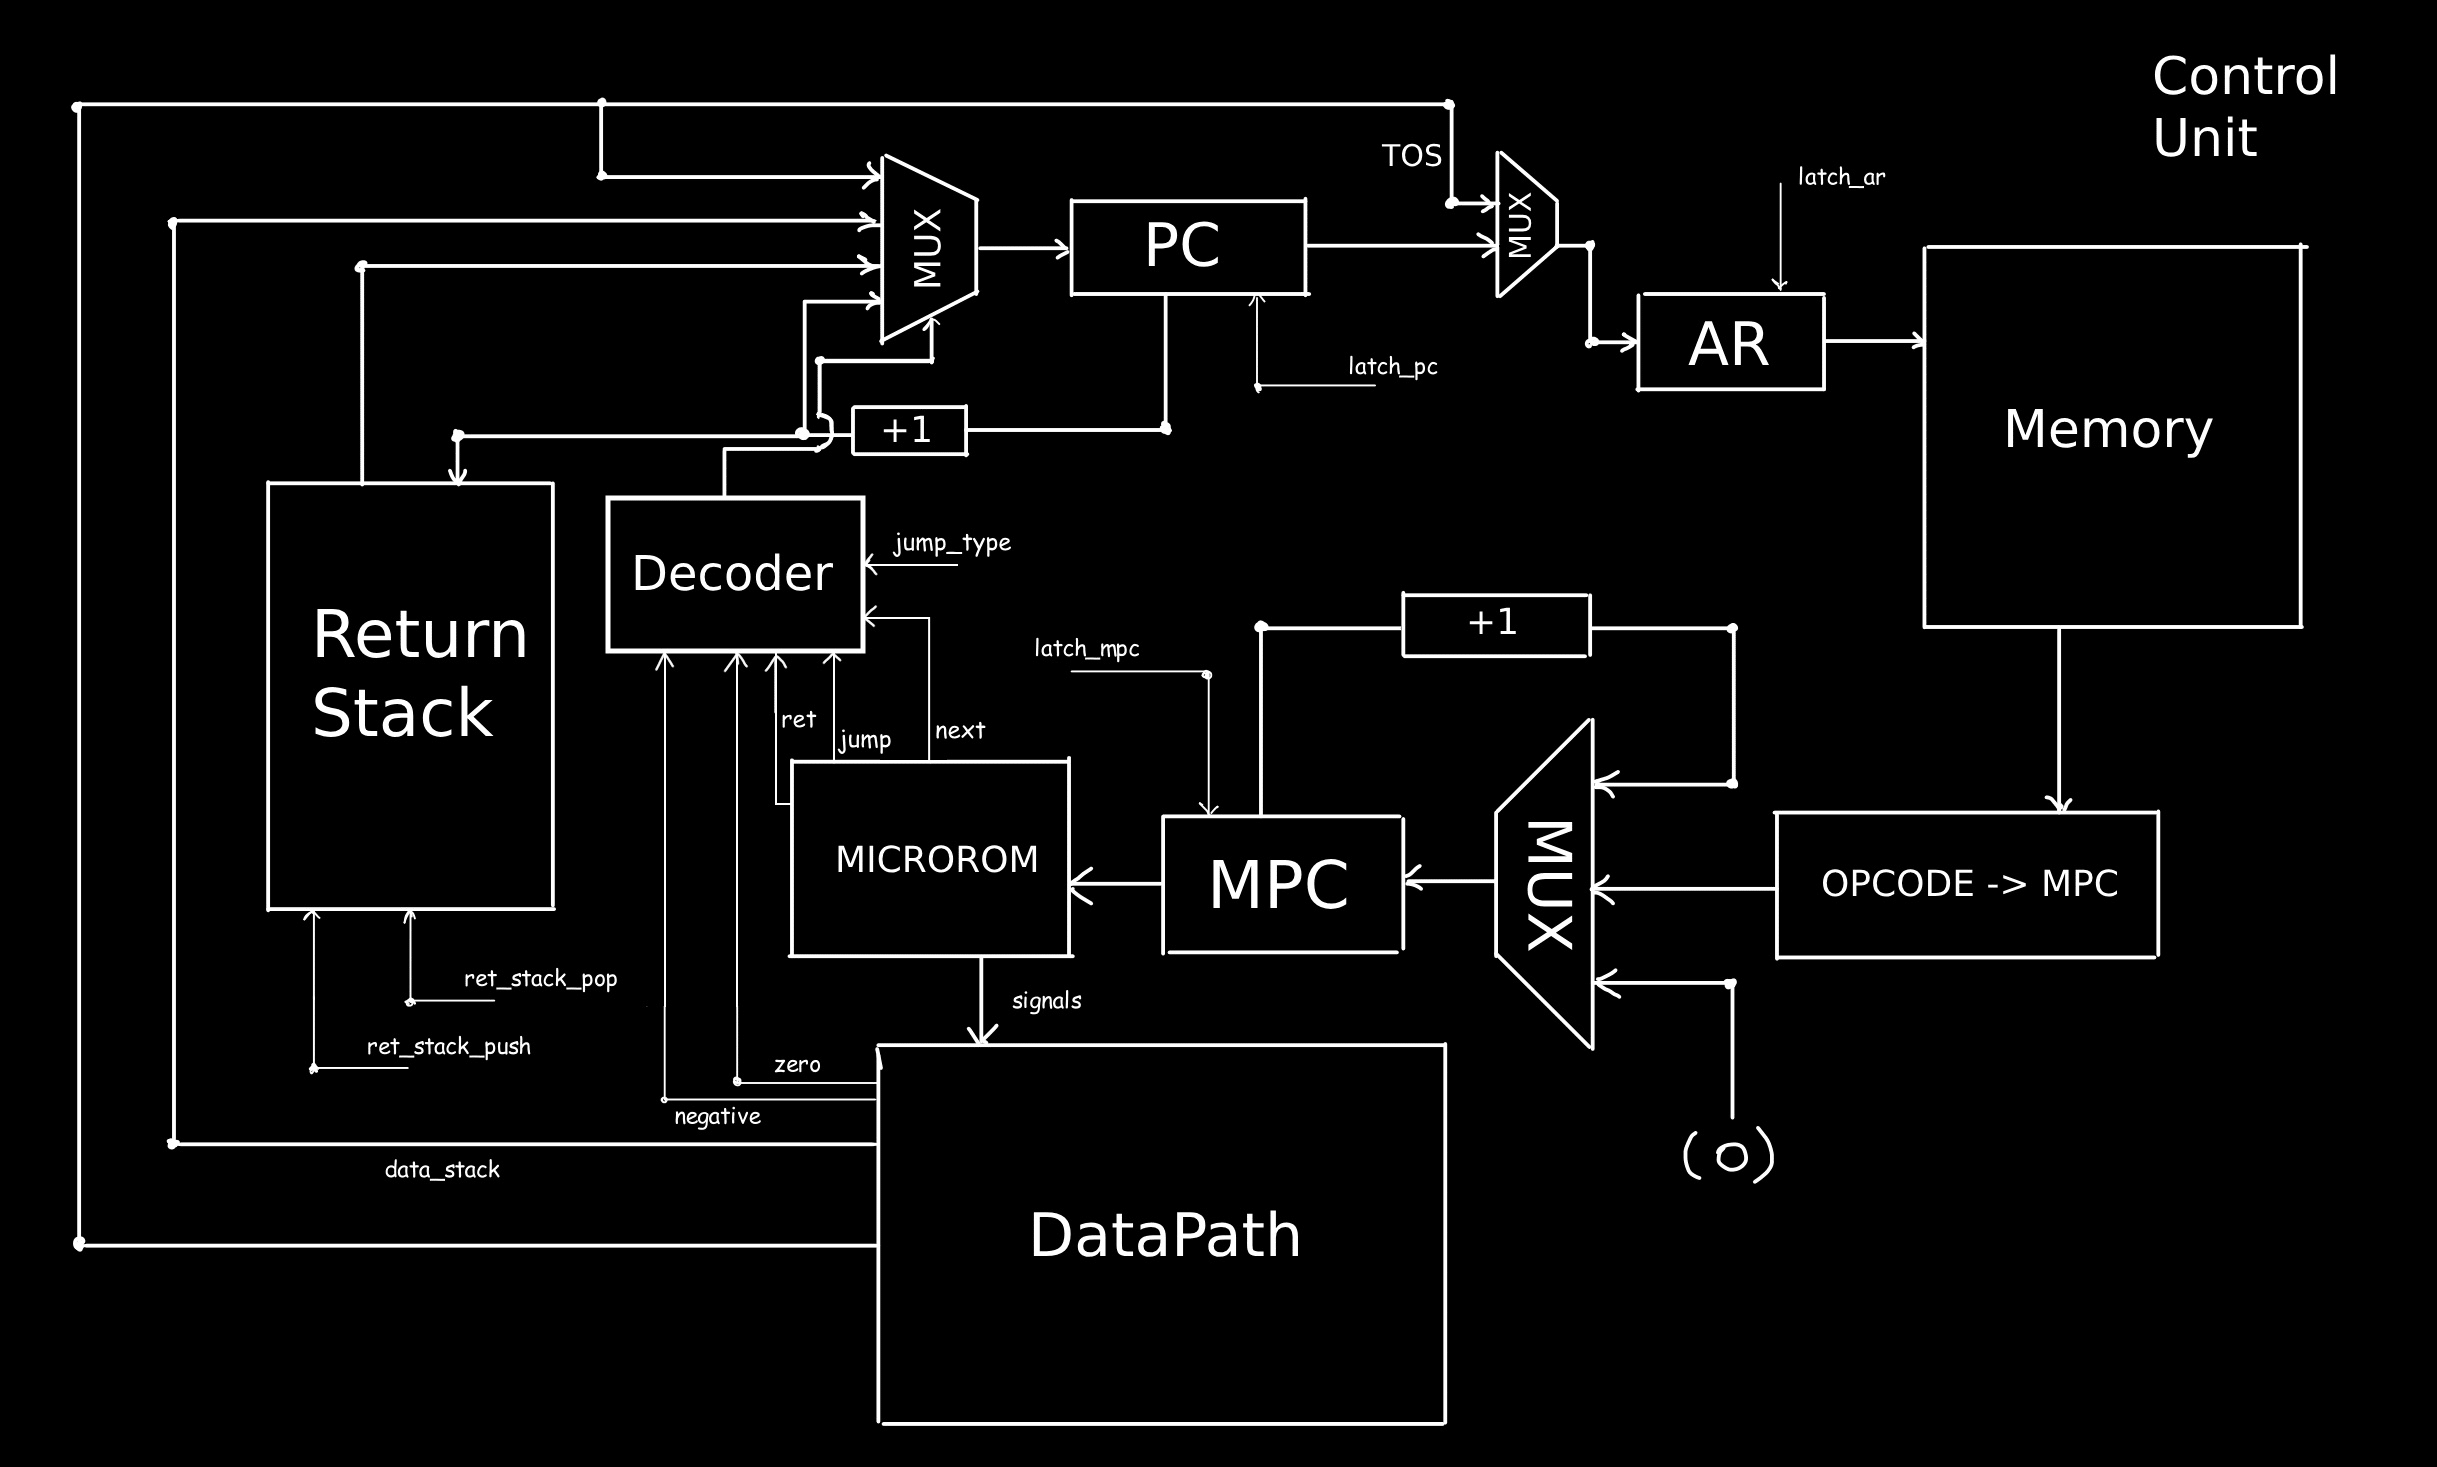 Control
Unit
TOS
latch_ar
MUX
PC
MUX
AR
latch_pc
Memory
+1
jump_type
Decoder
Return
Stack
+1
latch_mpc
ret
jump
next
MICROROM
MPC
MUX
OPCODE -> MPC
ret_stack_pop
signals
ret_stack_push
zero
negative
(0)
data_stack
DataPath